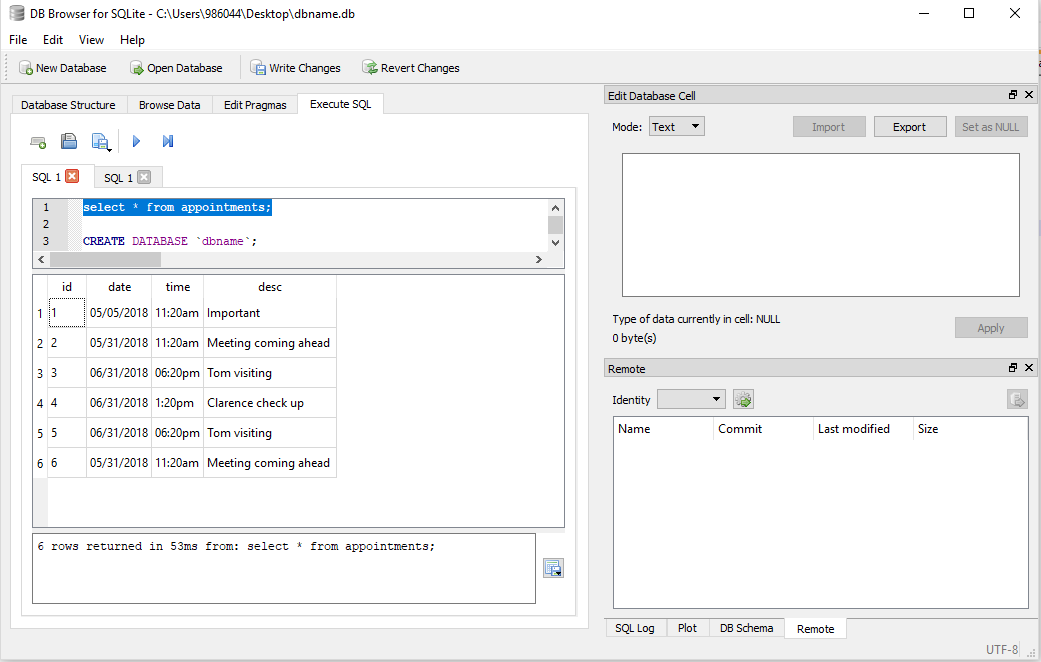 DB Browser for SQLite - C:\Users\986044\Desktop\dbname.db
File Edit View Help
New Database Open Database Write Changes Revert Changes
Database Structure Browse Data Edit Pragmas Execute SQL
SQL 1 SQL 1
1 select * from appointments;
2
3 CREATE DATABASE `dbname`;
id date time desc
1 1 05/05/2018 11:20am Important
2 2 05/31/2018 11:20am Meeting coming ahead
3 3 06/31/2018 06:20pm Tom visiting
4 4 06/31/2018 1:20pm Clarence check up
5 5 06/31/2018 06:20pm Tom visiting
6 6 05/31/2018 11:20am Meeting coming ahead
6 rows returned in 53ms from: select * from appointments;
Edit Database Cell
Mode: Text Import Export Set as NULL
Type of data currently in cell: NULL
0 byte(s)
Apply
Remote
Identity
Name Commit Last modified Size
SQL Log Plot DB Schema Remote
UTF-8